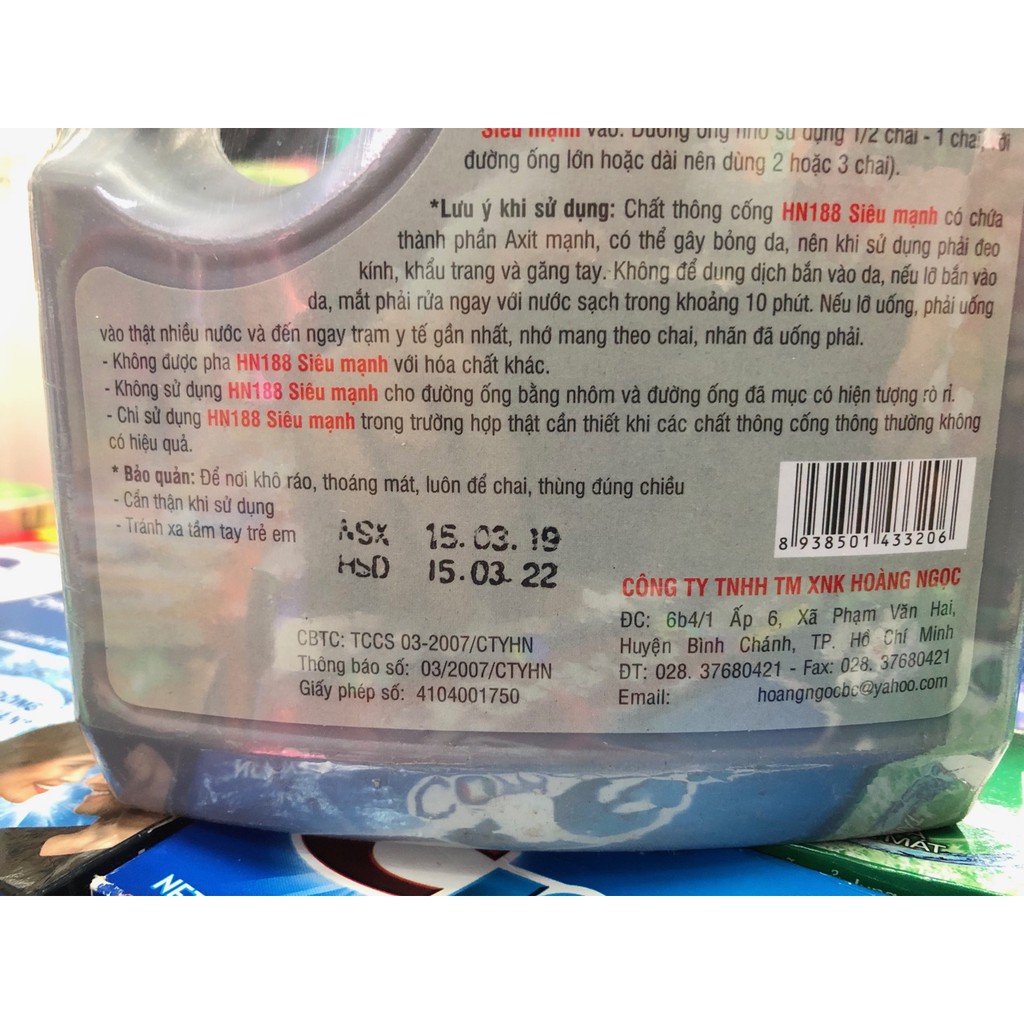 Siêu mạnh vào. Đường ống nhỏ sử dụng 1/2 chai - 1 chai, với
đường ống lớn hoặc dài nên dùng 2 hoặc 3 chai).
*Lưu ý khi sử dụng: Chất thông cống HN188 Siêu mạnh có chứa
thành phần Axit mạnh, có thể gây bỏng da, nên khi sử dụng phải đeo
kính, khẩu trang và găng tay. Không để dung dịch bắn vào da, nếu lỡ bắn vào
da, mắt phải rửa ngay với nước sạch trong khoảng 10 phút. Nếu lỡ uống, phải uống
vào thật nhiều nước và đến ngay trạm y tế gần nhất, nhớ mang theo chai, nhãn đã uống phải.
- Không được pha HN188 Siêu mạnh với hóa chất khác.
- Không sử dụng HN188 Siêu mạnh cho đường ống bằng nhôm và đường ống đã mục có hiện tượng rò rỉ.
- Chỉ sử dụng HN188 Siêu mạnh trong trường hợp thật cần thiết khi các chất thông cống thông thường không
có hiệu quả.
* Bảo quản: Để nơi khô ráo, thoáng mát, luôn để chai, thùng đúng chiều
- Cẩn thận khi sử dụng
- Tránh xa tầm tay trẻ em
NSX 15.03.19
HSD 15.03.22
8 938501 433206
CÔNG TY TNHH TM XNK HOÀNG NGỌC
ĐC: 6b4/1 Ấp 6, Xã Phạm Văn Hai,
Huyện Bình Chánh, TP. Hồ Chí Minh
ĐT: 028. 37680421 - Fax: 028. 37680421
Email: hoangngocbc@yahoo.com
CBTC: TCCS 03-2007/CTYHN
Thông báo số: 03/2007/CTYHN
Giấy phép số: 4104001750
MÁT